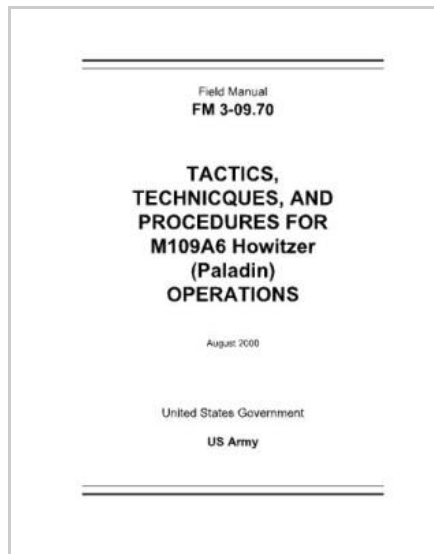 Field Manual
FM 3-09.70
TACTICS,
TECHNICQUES, AND
PROCEDURES FOR
M109A6 Howitzer
(Paladin)
OPERATIONS
August 2000
United States Government
US Army